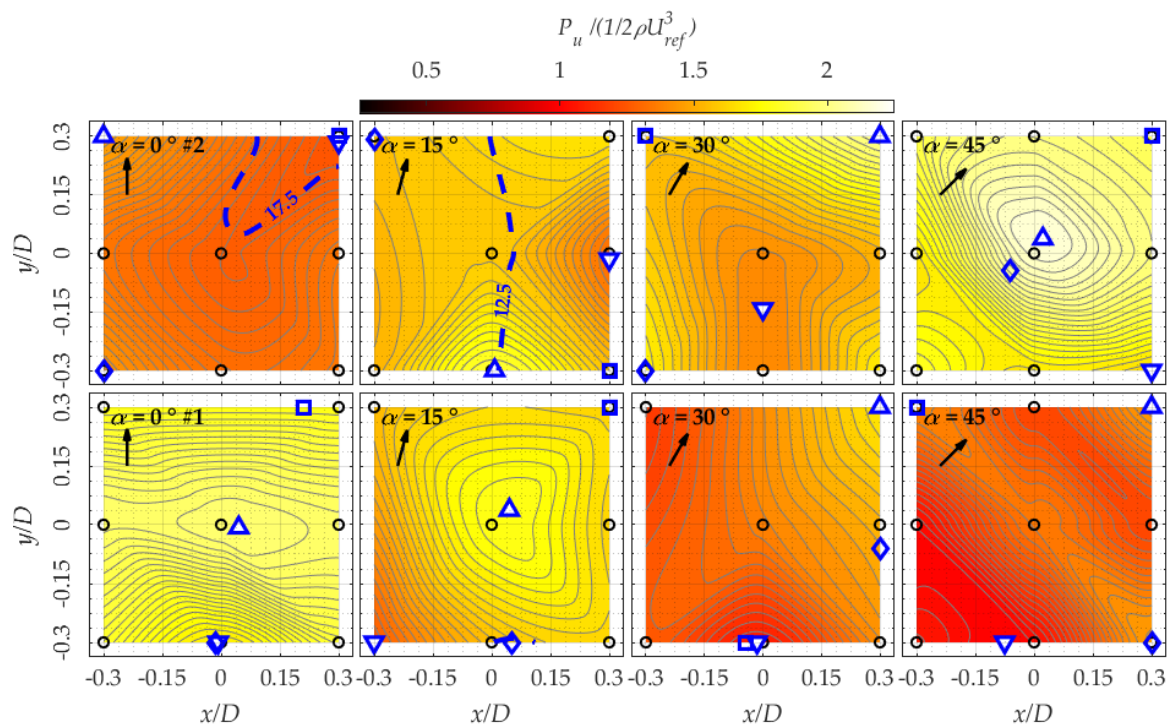 P_u /(1/2ρU³_ref)
0.5 1 1.5 2
0.3 0.15 0 -0.15 -0.3
y/D
α = 0 ° #2
17.5
α = 15 °
12.5
α = 30 °
α = 45 °
0.3 0.15 0 -0.15 -0.3
y/D
α = 0 ° #1
α = 15 °
α = 30 °
α = 45 °
-0.3 -0.15 0 0.15 0.3
-0.3 -0.15 0 0.15 0.3
-0.3 -0.15 0 0.15 0.3
-0.3 -0.15 0 0.15 0.3
x/D
x/D
x/D
x/D